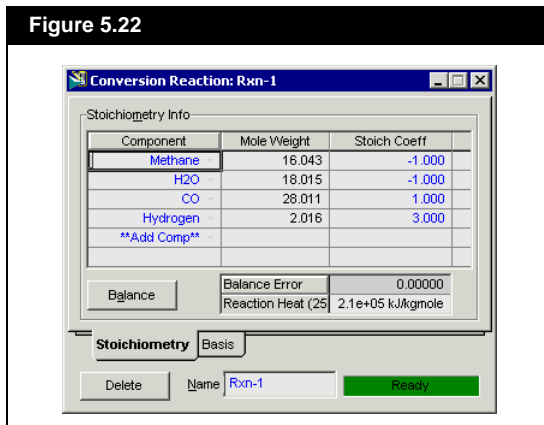 Figure 5.22
Conversion Reaction: Rxn-1
Stoichiometry Info
Component Mole Weight Stoich Coeff
Methane 16.043 -1.000
H2O 18.015 -1.000
CO 28.011 1.000
Hydrogen 2.016 3.000
**Add Comp**
Balance
Balance Error 0.00000
Reaction Heat (25 2.1e+05 kJ/kgmole
Stoichiometry Basis
Delete Name Rxn-1 Ready